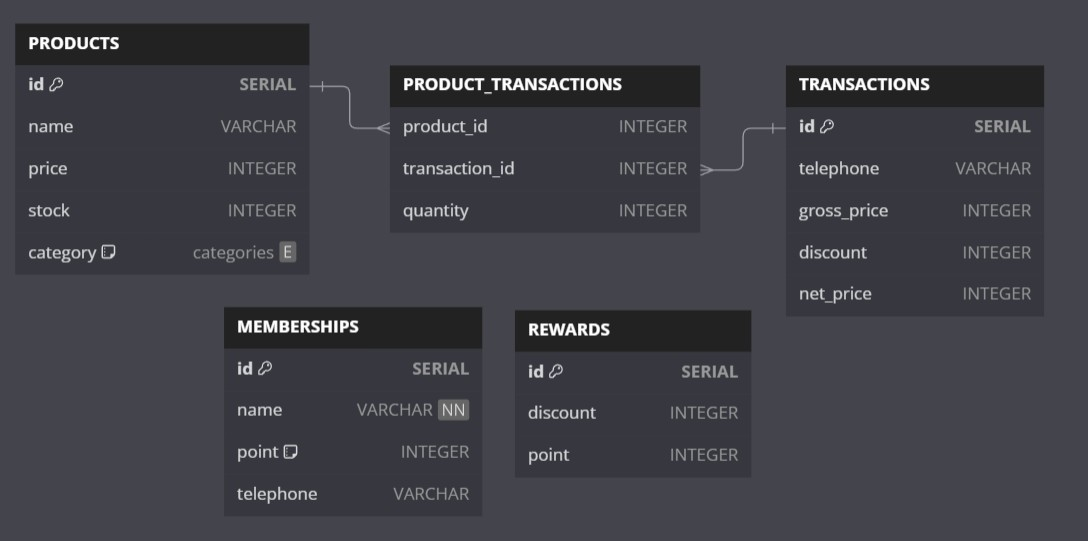 PRODUCTS
id SERIAL
name VARCHAR
price INTEGER
stock INTEGER
category categories E
PRODUCT_TRANSACTIONS
product_id INTEGER
transaction_id INTEGER
quantity INTEGER
TRANSACTIONS
id SERIAL
telephone VARCHAR
gross_price INTEGER
discount INTEGER
net_price INTEGER
MEMBERSHIPS
id SERIAL
name VARCHAR NN
point INTEGER
telephone VARCHAR
REWARDS
id SERIAL
discount INTEGER
point INTEGER